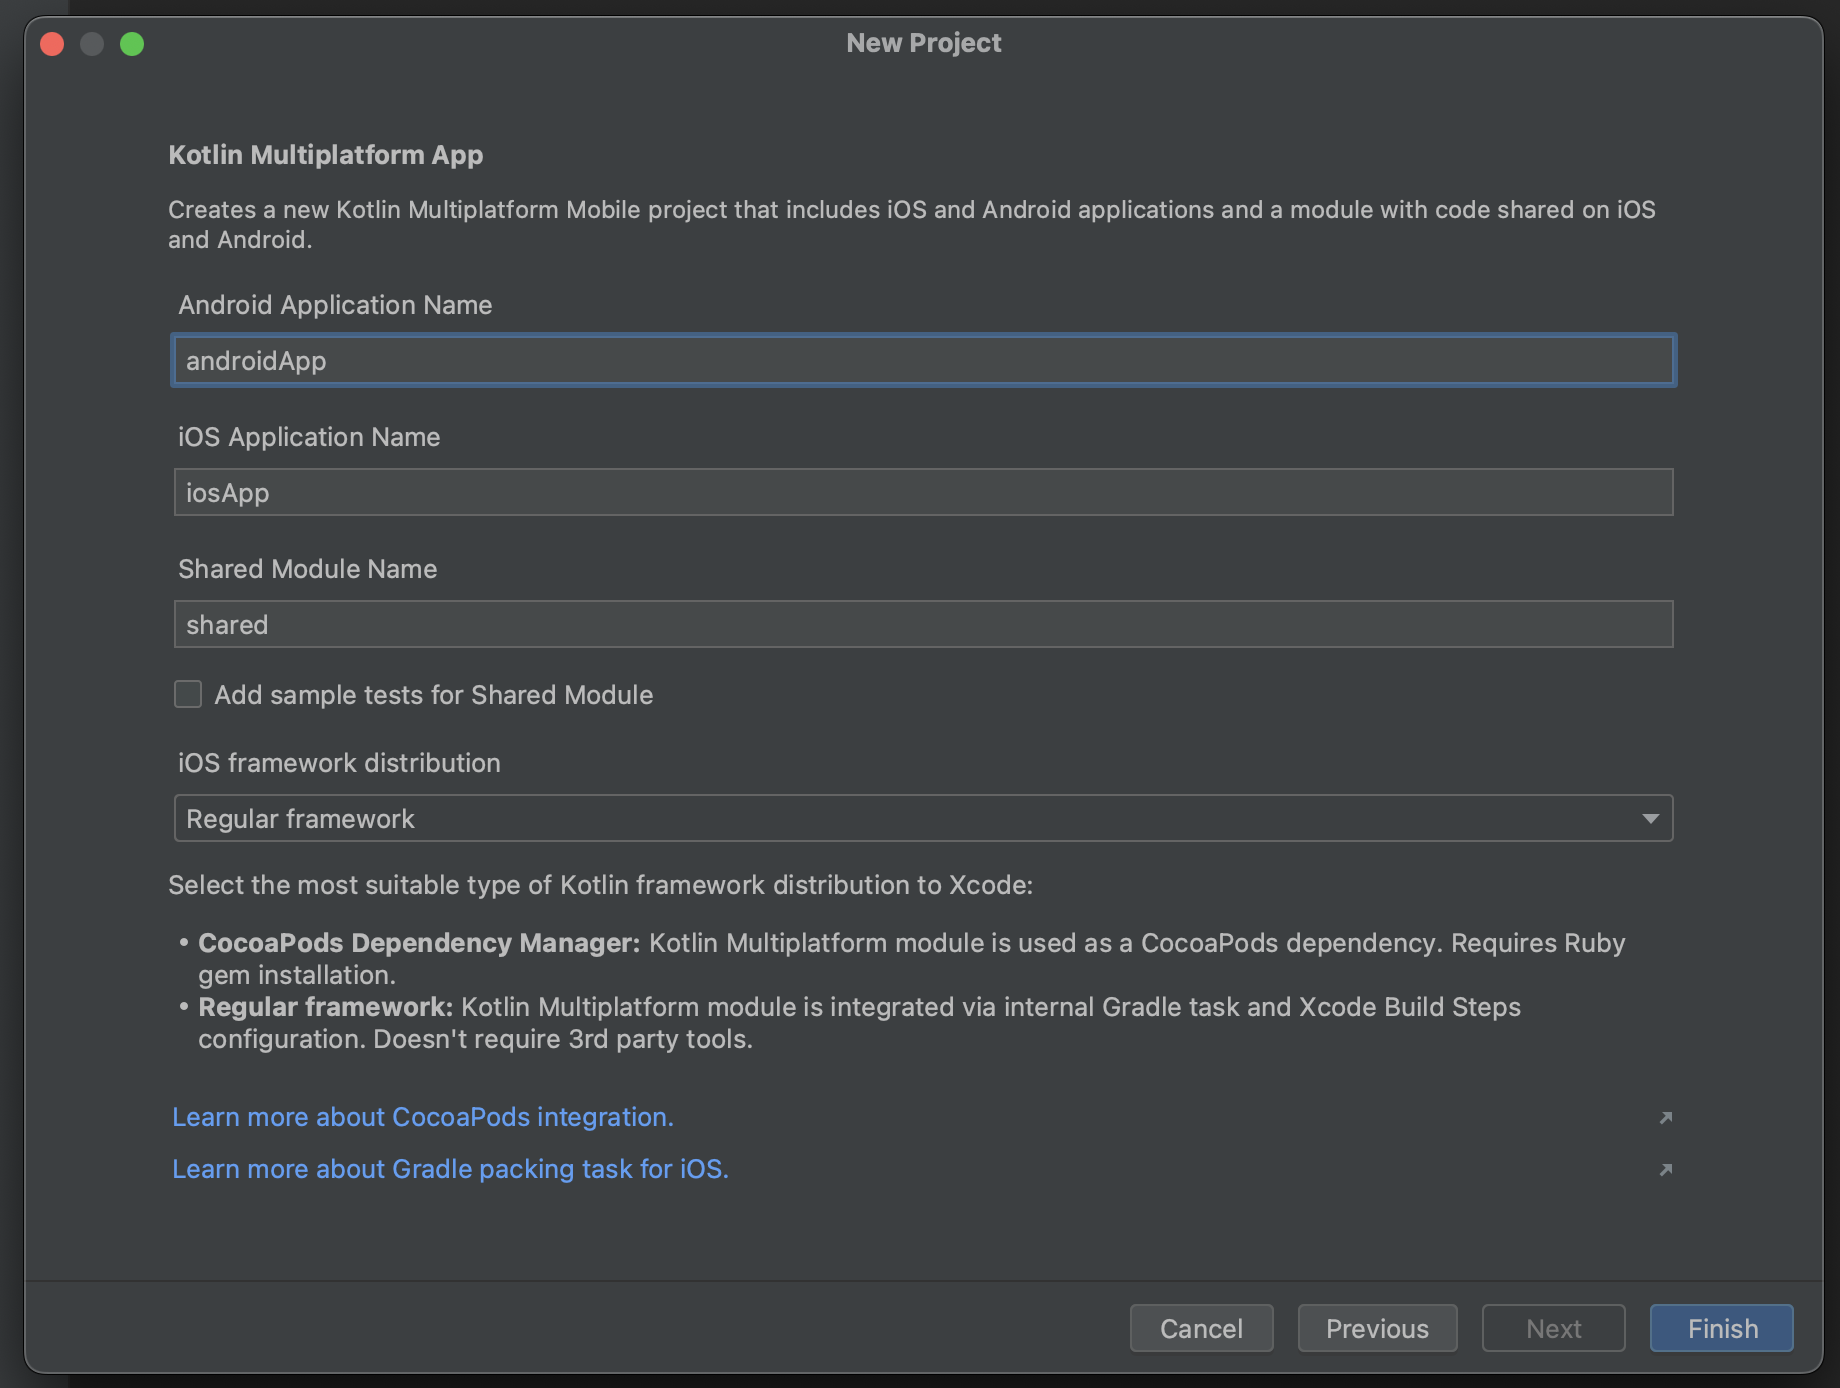 New Project
Kotlin Multiplatform App
Creates a new Kotlin Multiplatform Mobile project that includes iOS and Android applications and a module with code shared on iOS
and Android.
Android Application Name
androidApp
iOS Application Name
iosApp
Shared Module Name
shared
Add sample tests for Shared Module
iOS framework distribution
Regular framework
Select the most suitable type of Kotlin framework distribution to Xcode:
• CocoaPods Dependency Manager: Kotlin Multiplatform module is used as a CocoaPods dependency. Requires Ruby
gem installation.
• Regular framework: Kotlin Multiplatform module is integrated via internal Gradle task and Xcode Build Steps
configuration. Doesn't require 3rd party tools.
Learn more about CocoaPods integration.
Learn more about Gradle packing task for iOS.
Cancel Previous Next Finish